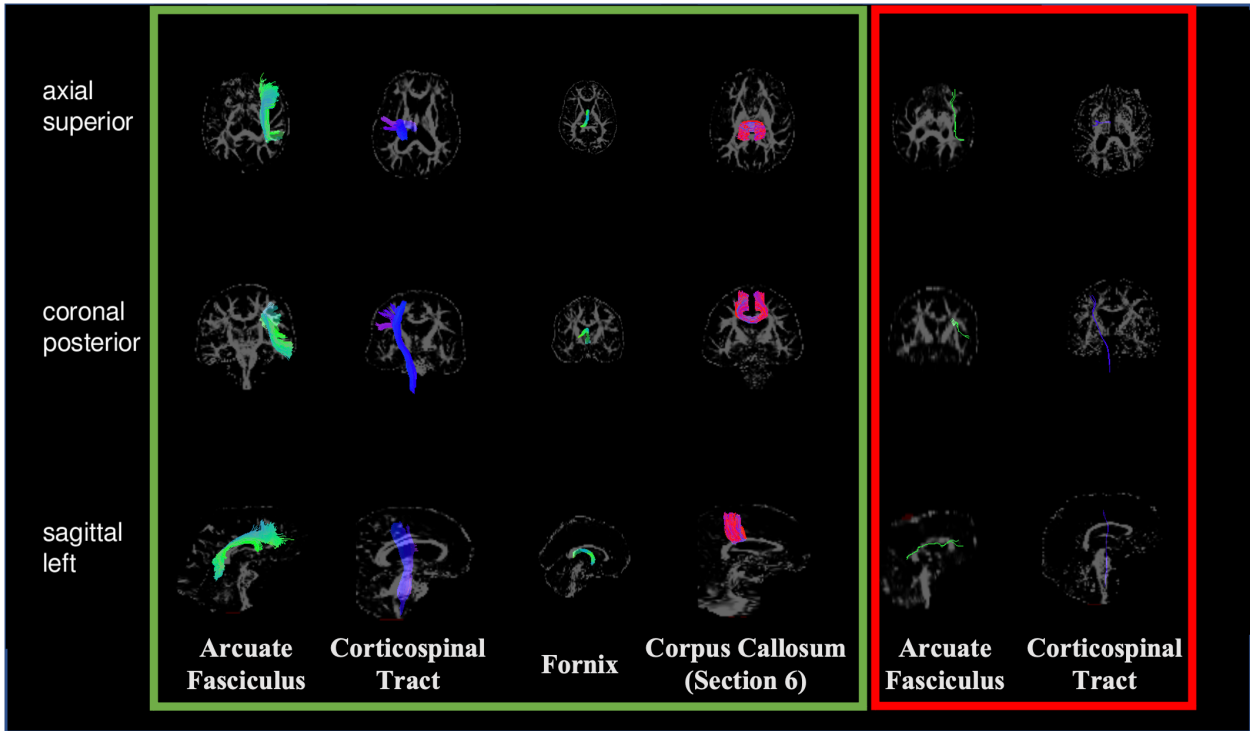 axial
superior
coronal
posterior
sagittal
left
Arcuate
Fasciculus
Corticospinal
Tract
Fornix
Corpus Callosum
(Section 6)
Arcuate
Fasciculus
Corticospinal
Tract